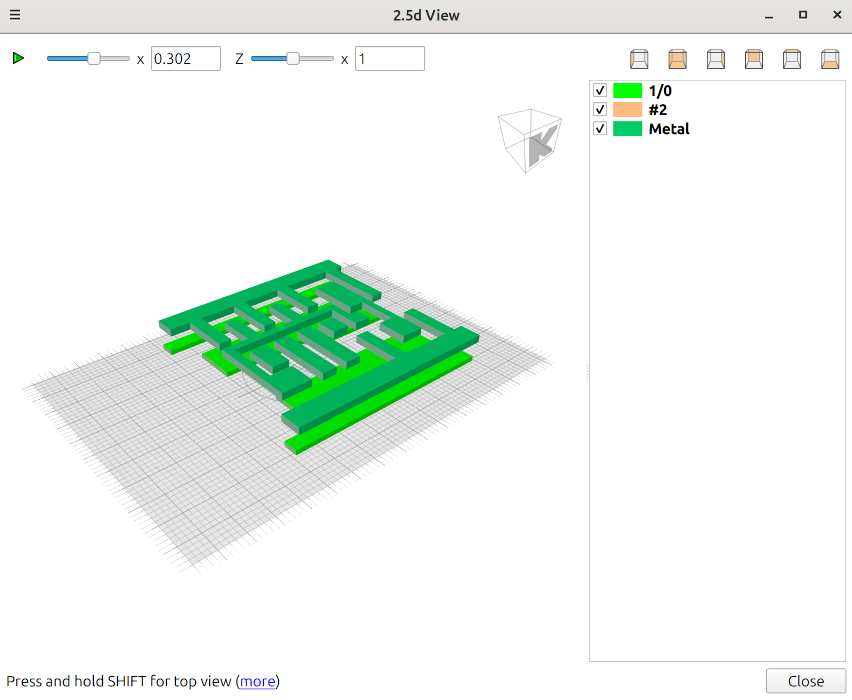 2.5d View
x 0.302 Z x 1
1/0
#2
Metal
K
Press and hold SHIFT for top view (more)
Close